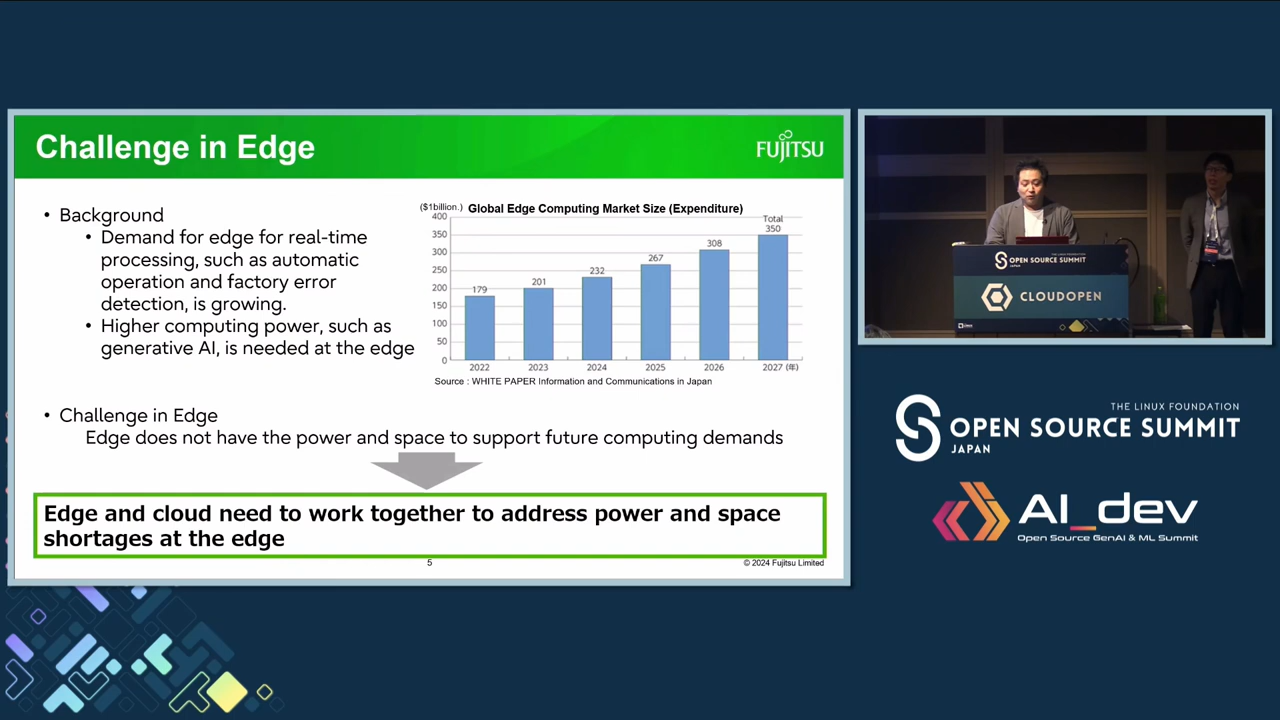 Challenge in Edge
FUJITSU
• Background
• Demand for edge for real-time
processing, such as automatic
operation and factory error
detection, is growing.
• Higher computing power, such as
generative AI, is needed at the edge
($1billion.)
Global Edge Computing Market Size (Expenditure)
400
350
300
250
200
150
100
50
0
179
201
232
267
308
Total
350
2022
2023
2024
2025
2026
2027 (年)
Source : WHITE PAPER Information and Communications in Japan
• Challenge in Edge
Edge does not have the power and space to support future computing demands
Edge and cloud need to work together to address power and space
shortages at the edge
5
© 2024 Fujitsu Limited
OPEN SOURCE SUMMIT
JAPAN
CLOUDOPEN
THE LINUX FOUNDATION
OPEN SOURCE SUMMIT
JAPAN
AI_dev
Open Source GenAI & ML Summit